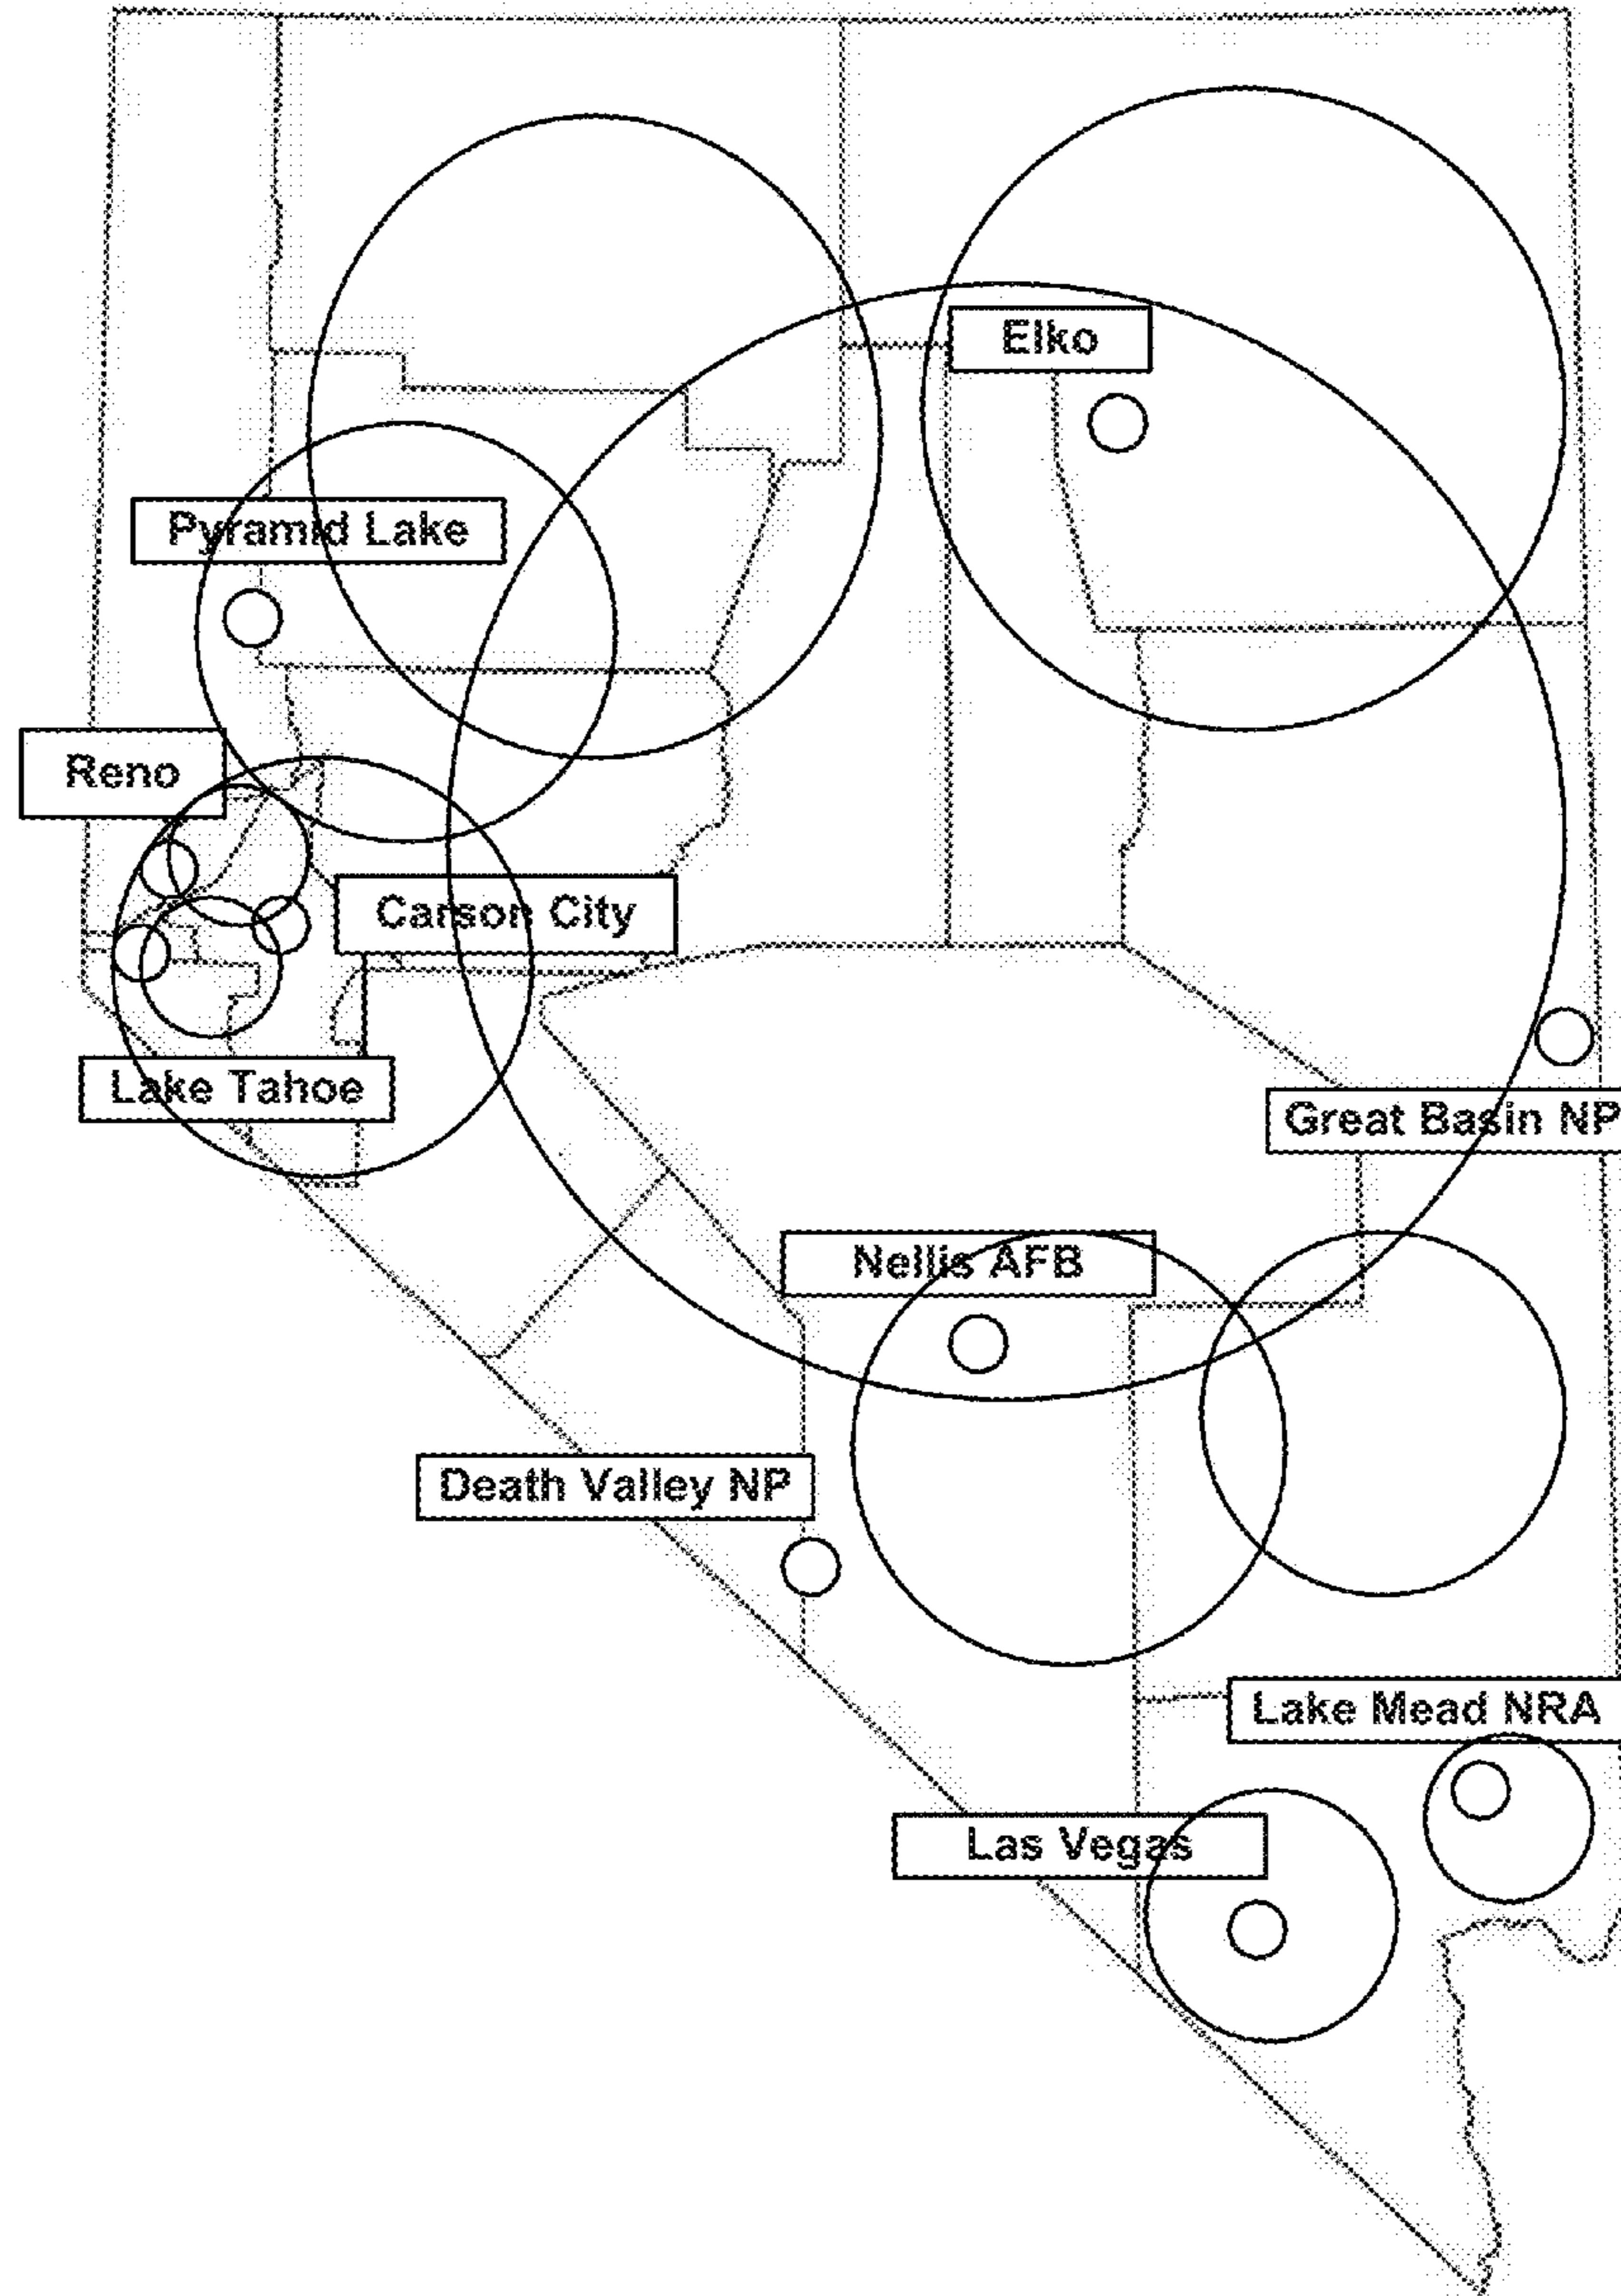 Elko
Pyramid Lake
Reno
Carson City
Lake Tahoe
Great Basin NP
Nellis AFB
Death Valley NP
Lake Mead NRA
Las Vegas